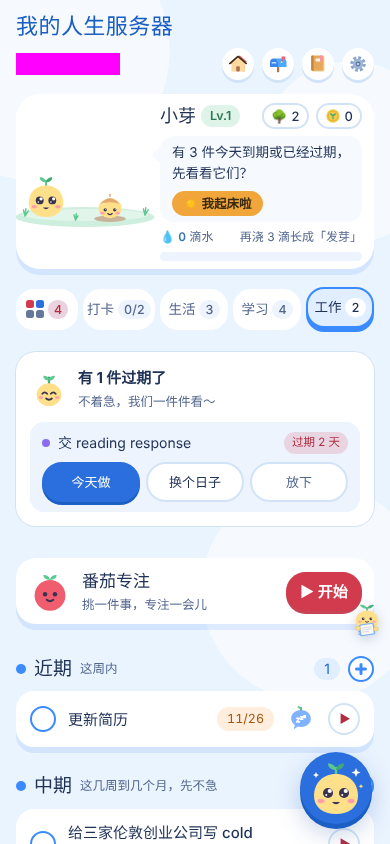 我的人生服务器
小芽 Lv.1 2 0
有 3 件今天到期或已经过期，
先看看它们？
我起床啦
0 滴水 再浇 3 滴长成「发芽」
4 打卡 0/2 生活 3 学习 4 工作 2
有 1 件过期了
不着急，我们一件件看～
交 reading response 过期 2 天
今天做 换个日子 放下
番茄专注
挑一件事，专注一会儿
开始
近期 这周内 1
更新简历 11/26
中期 这几周到几个月，先不急
给三家伦敦创业公司写 cold